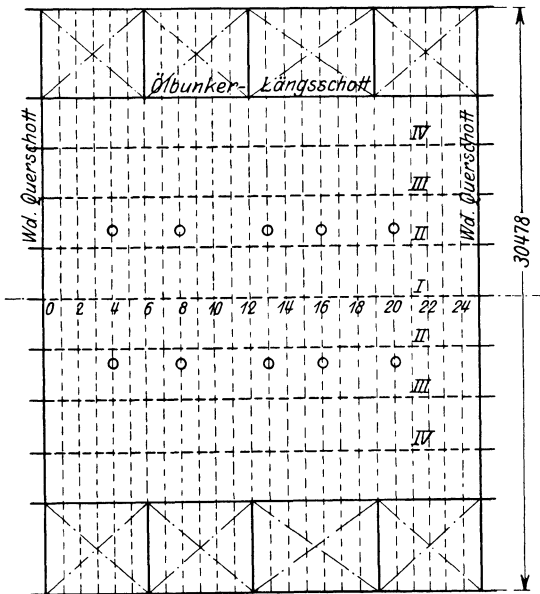 Ölbunker- Längsschott
Wd. Querschott
Wd. Querschott
30478
IV
III
II
I
0 2 4 6 8 10 12 14 16 18 20 22 24
II
III
IV